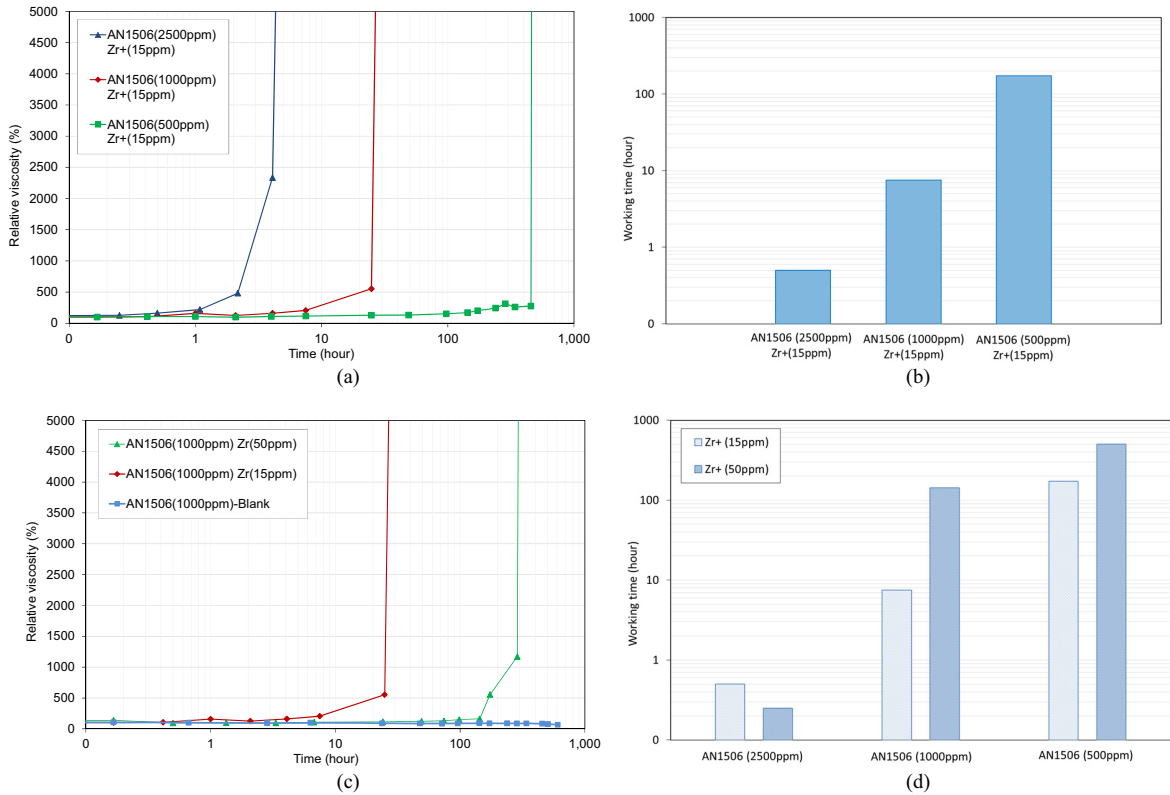 5000
4500
4000
3500
3000
2500
2000
1500
1000
500
0
Relative viscosity (%)
AN1506(2500ppm)
Zr+(15ppm)
AN1506(1000ppm)
Zr+(15ppm)
AN1506(500ppm)
Zr+(15ppm)
0
1
10
100
1,000
Time (hour)
(a)
1000
100
10
1
0
Working time (hour)
AN1506 (2500ppm)
Zr+(15ppm)
AN1506 (1000ppm)
Zr+(15ppm)
AN1506 (500ppm)
Zr+(15ppm)
(b)
5000
4500
4000
3500
3000
2500
2000
1500
1000
500
0
Relative viscosity (%)
AN1506(1000ppm) Zr(50ppm)
AN1506(1000ppm) Zr(15ppm)
AN1506(1000ppm)-Blank
0
1
10
100
1,000
Time (hour)
(c)
1000
100
10
1
0
Working time (hour)
Zr+ (15ppm)
Zr+ (50ppm)
AN1506 (2500ppm)
AN1506 (1000ppm)
AN1506 (500ppm)
(d)